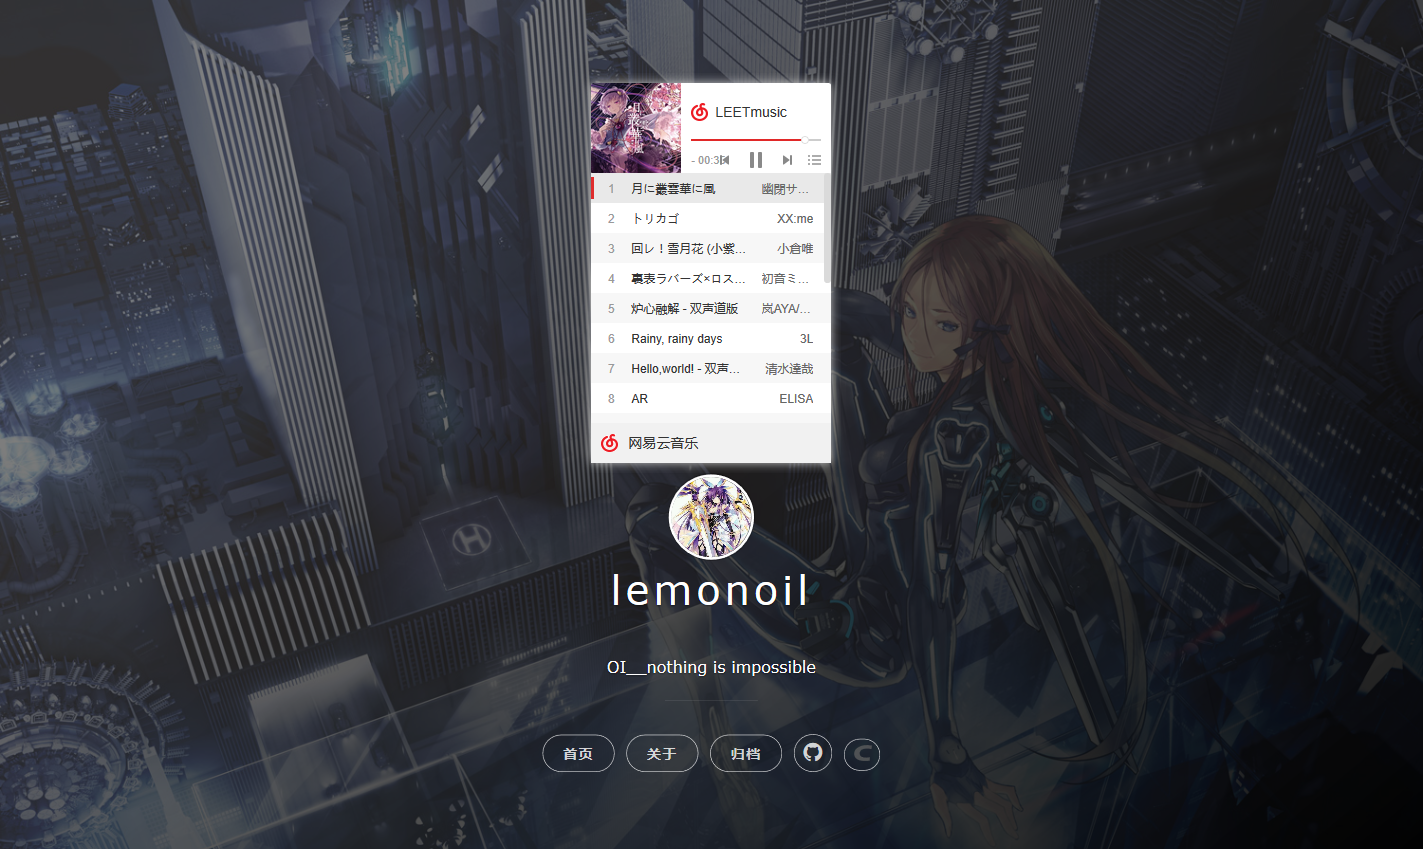 LEETmusic
- 00:3
1 月に叢雲華に風 幽閉サ...
2 トリカゴ XX:me
3 回レ！雪月花 (小紫... 小倉唯
4 裏表ラバーズ×ロス... 初音ミ...
5 炉心融解 - 双声道版 岚AYA/...
6 Rainy, rainy days 3L
7 Hello,world! - 双声... 清水達哉
8 AR ELISA
网易云音乐
lemonoil
OI__nothing is impossible
首页 关于 归档 C